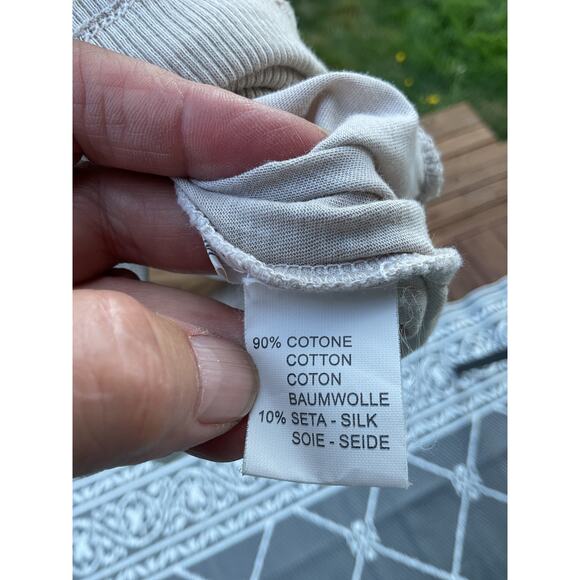 90% COTONE
COTTON
COTON
BAUMWOLLE
10% SETA - SILK
SOIE - SEIDE